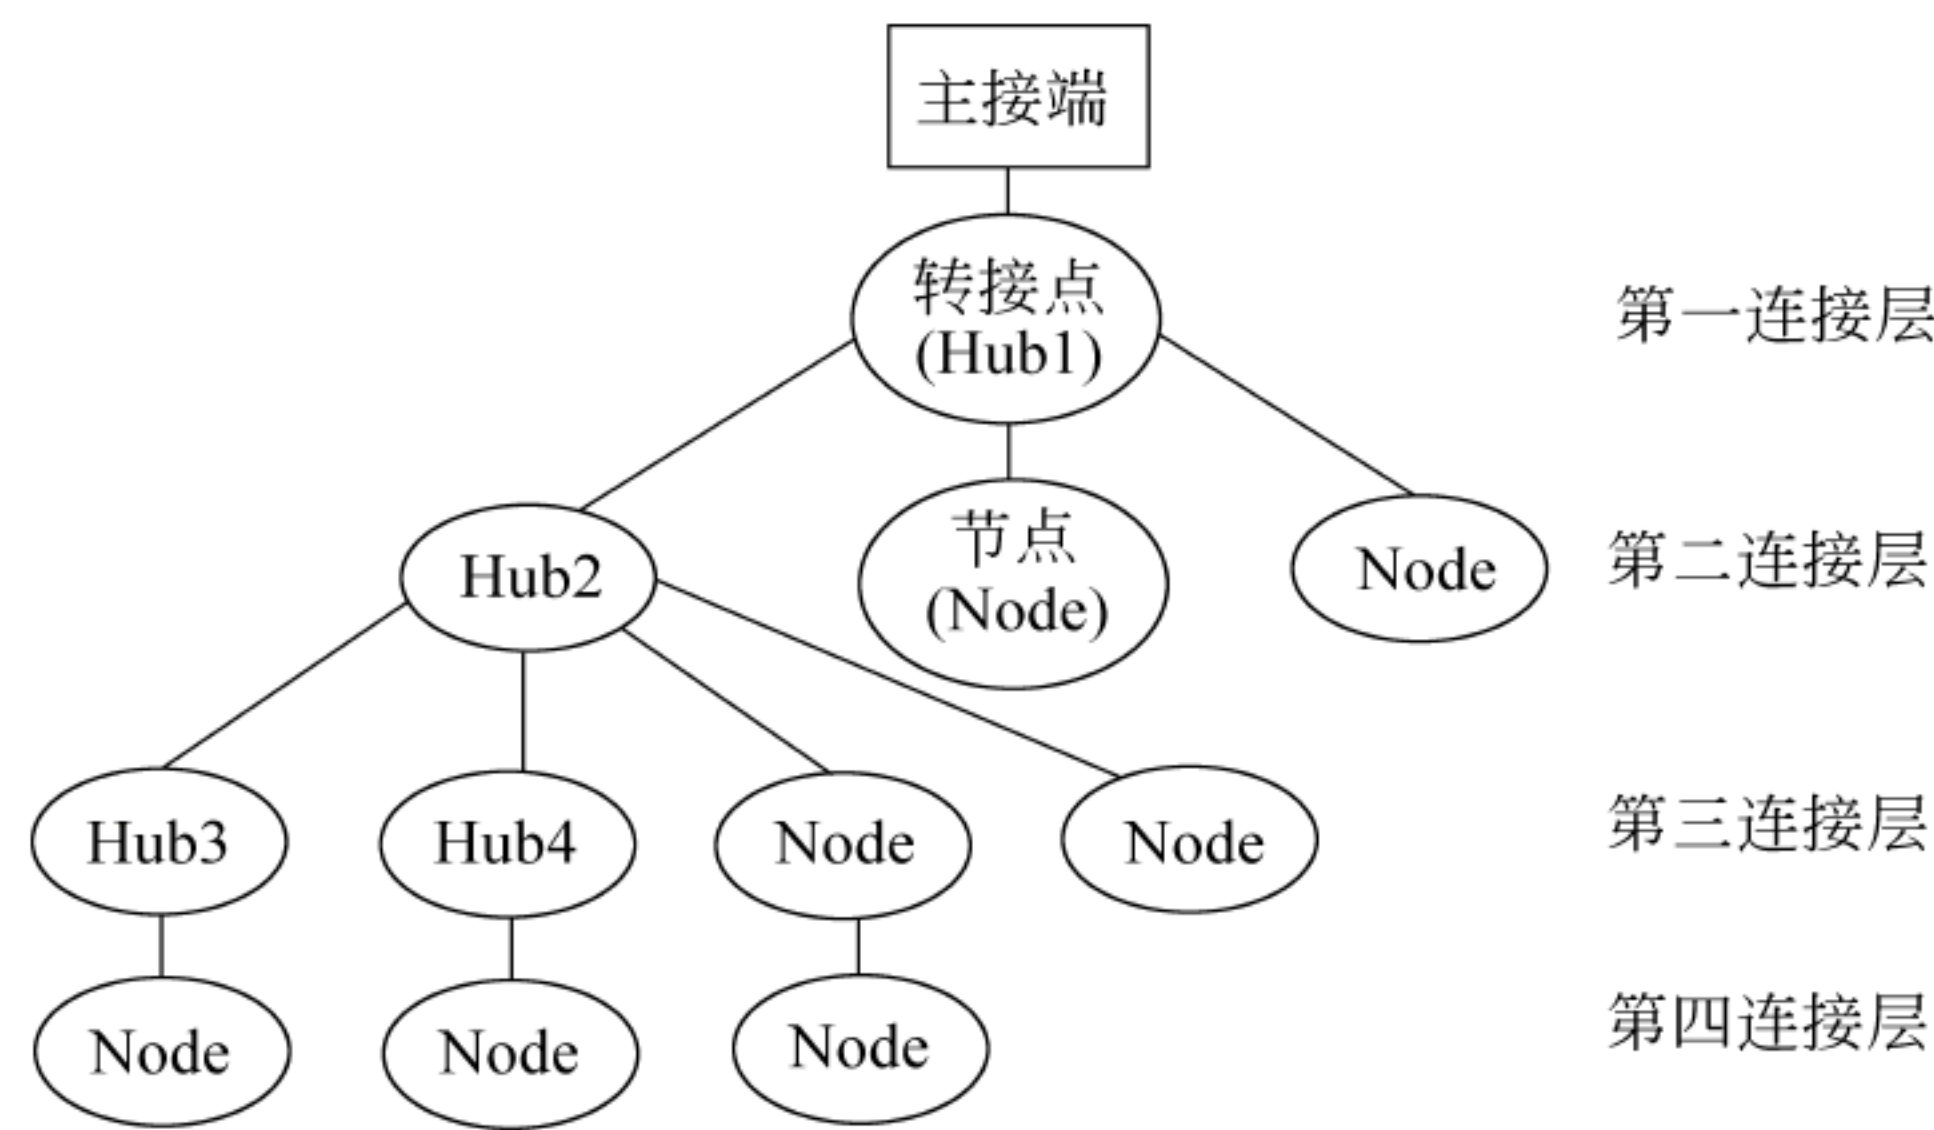 主接端
转接点
(Hub1)
第一连接层
Hub2
节点
(Node)
Node
第二连接层
Hub3
Hub4
Node
Node
第三连接层
Node
Node
Node
第四连接层